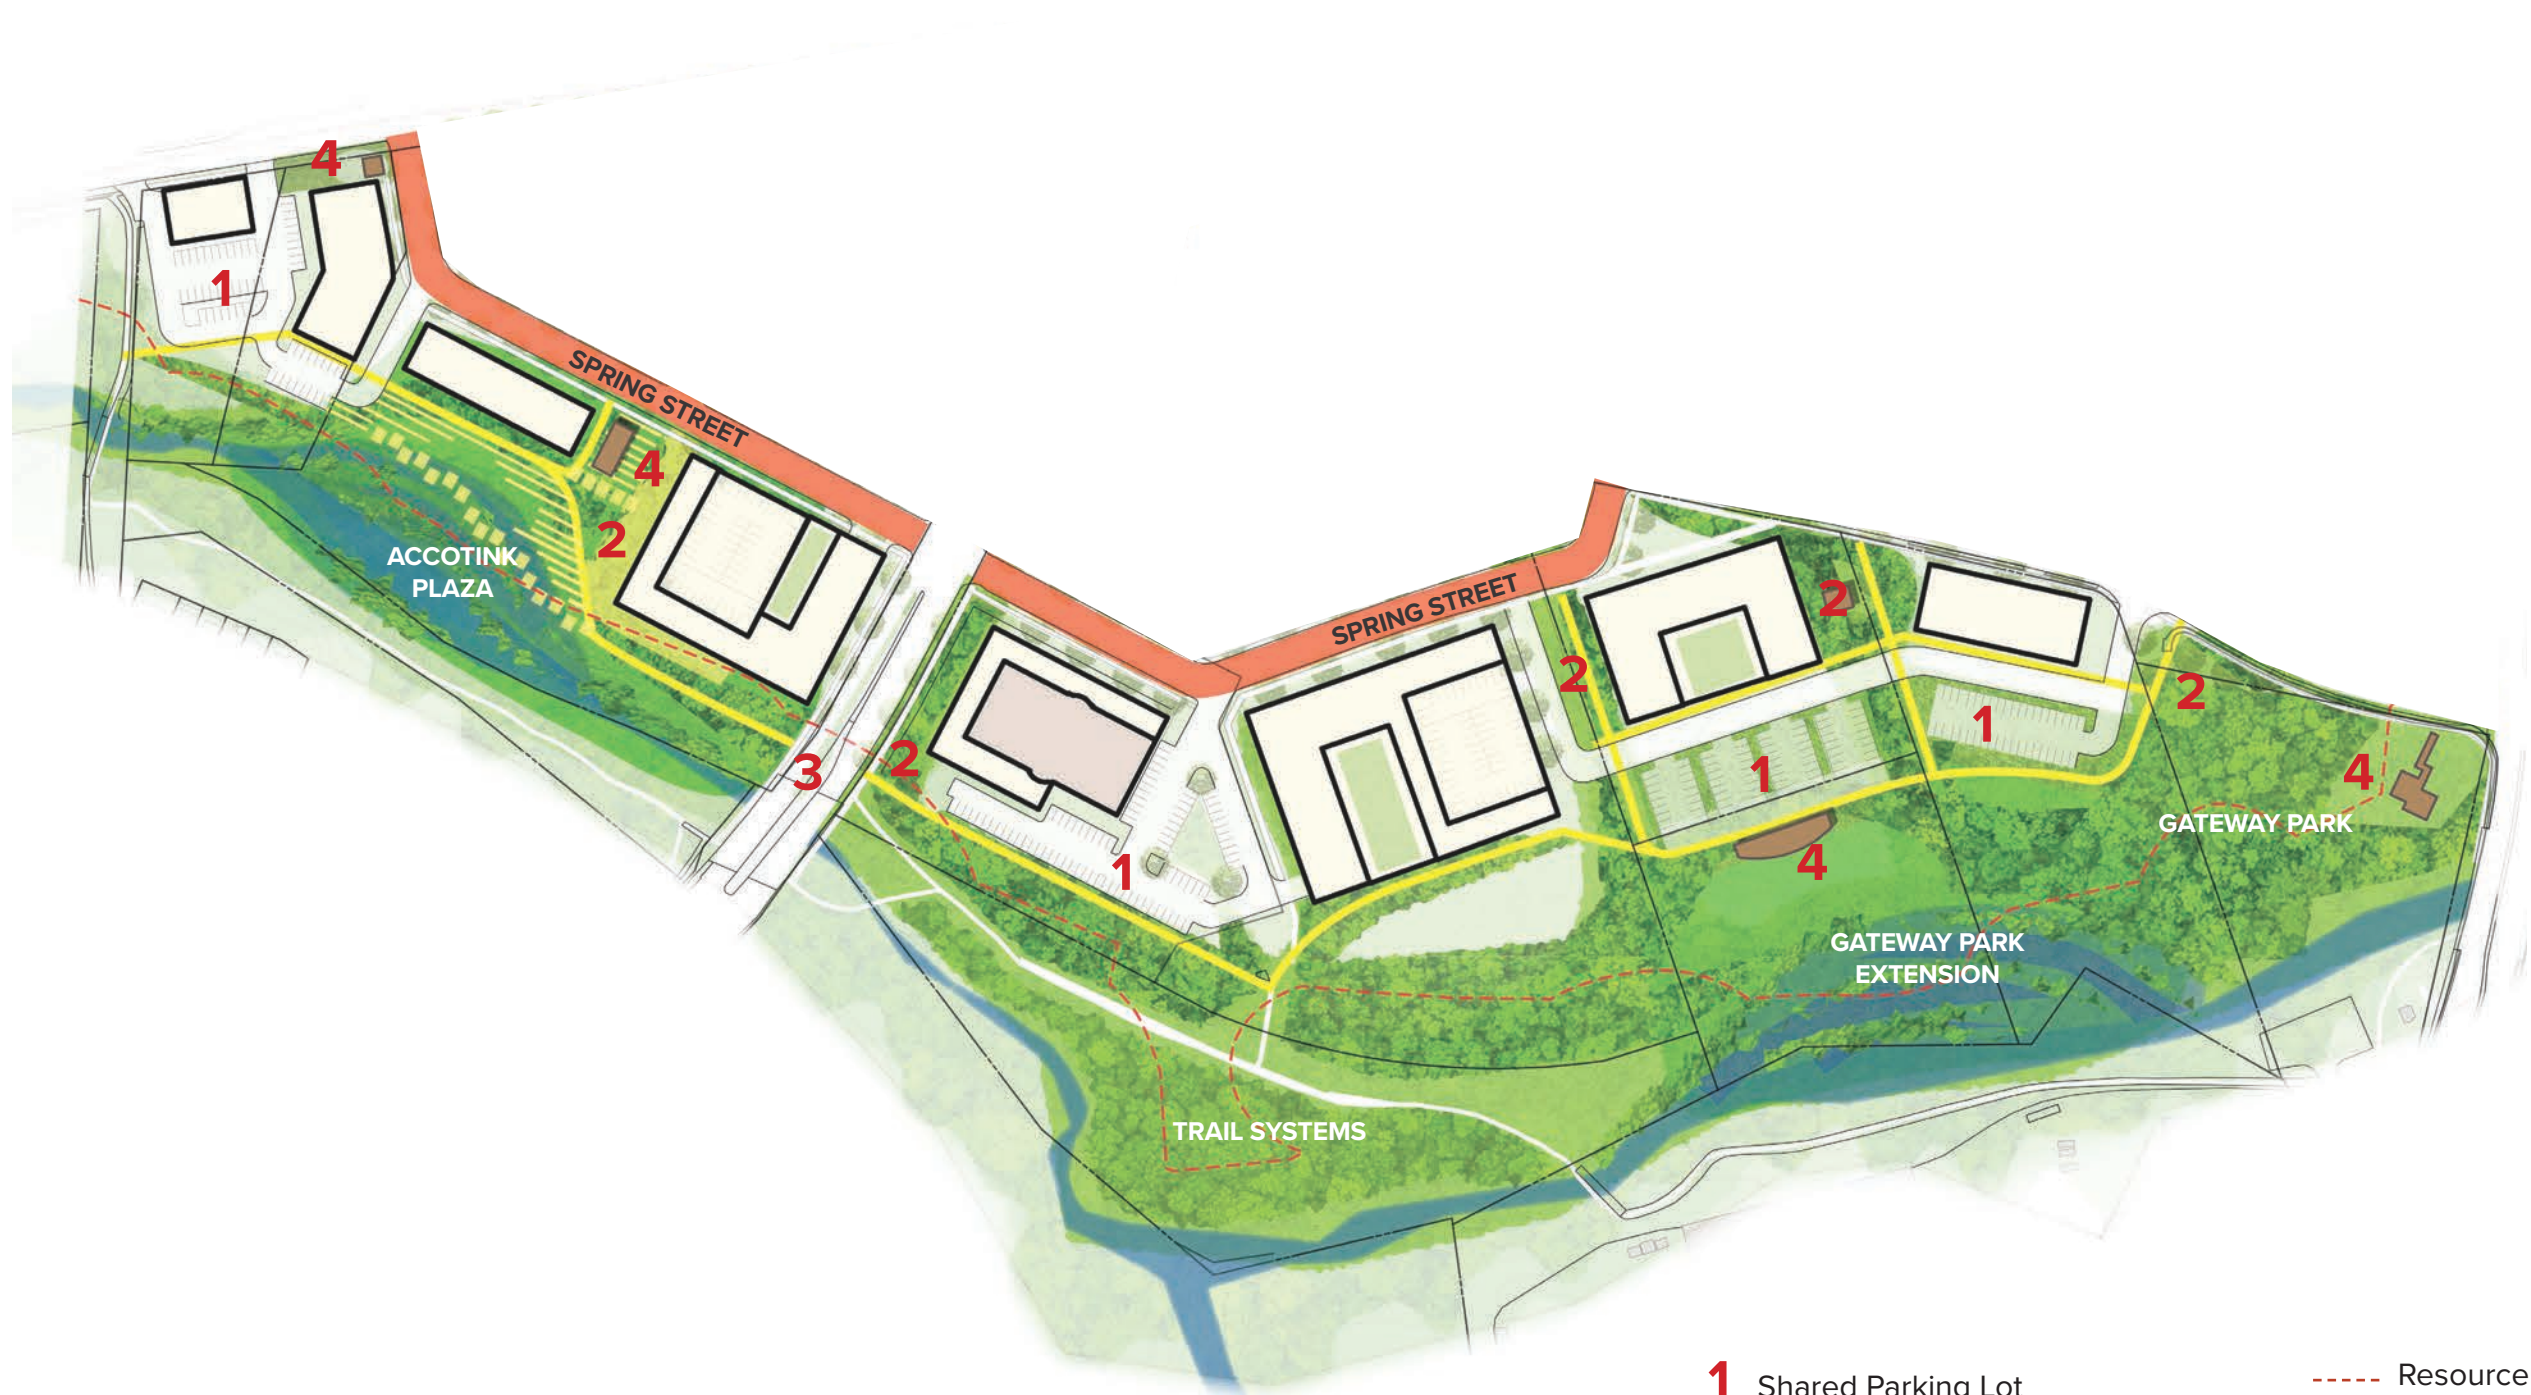 4
1
SPRING STREET
4
2
ACCOTINK
PLAZA
SPRING STREET
2
2
2
2
1
1
3
2
4
GATEWAY PARK
1
4
GATEWAY PARK
EXTENSION
TRAIL SYSTEMS
1 Shared Parking Lot
Resource